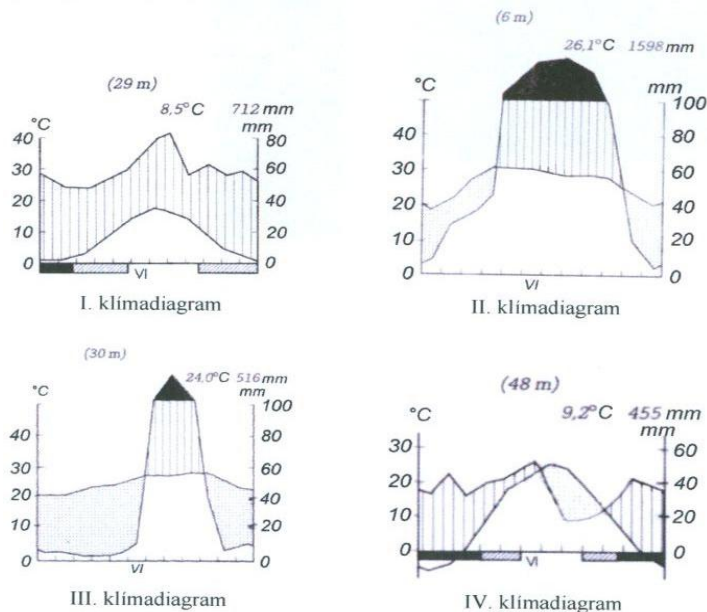 (29 m)
8,5°C 712 mm
°C mm
40 80
30 60
20 40
10 20
0 0
VI
I. klímadiagram
(6 m)
26,1°C 1598 mm
°C mm
100
40 80
30 60
20 40
10 20
0 0
VI
II. klímadiagram
(30 m)
24,0°C 516 mm
°C mm
100
40 80
30 60
20 40
10 20
0 0
VI
III. klímadiagram
(48 m)
9,2°C 455 mm
°C mm
30 60
20 40
10 20
0 0
VI
IV. klímadiagram